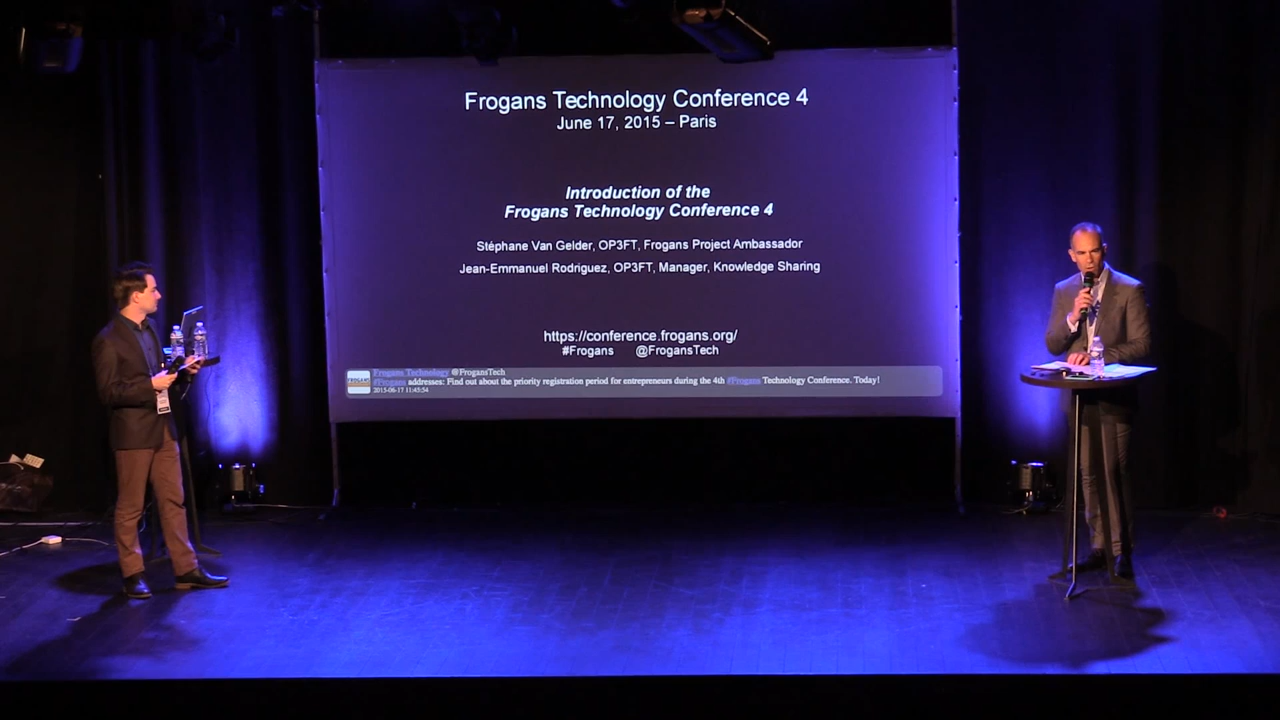 Frogans Technology Conference 4
June 17, 2015 – Paris
Introduction of the
Frogans Technology Conference 4
Stéphane Van Gelder, OP3FT, Frogans Project Ambassador
Jean-Emmanuel Rodriguez, OP3FT, Manager, Knowledge Sharing
https://conference.frogans.org/
#Frogans @FrogansTech
FROGANS
Frogans Technology @FrogansTech
#Frogans addresses: Find out about the priority registration period for entrepreneurs during the 4th #Frogans Technology Conference. Today!
2015-06-17 11:45:54